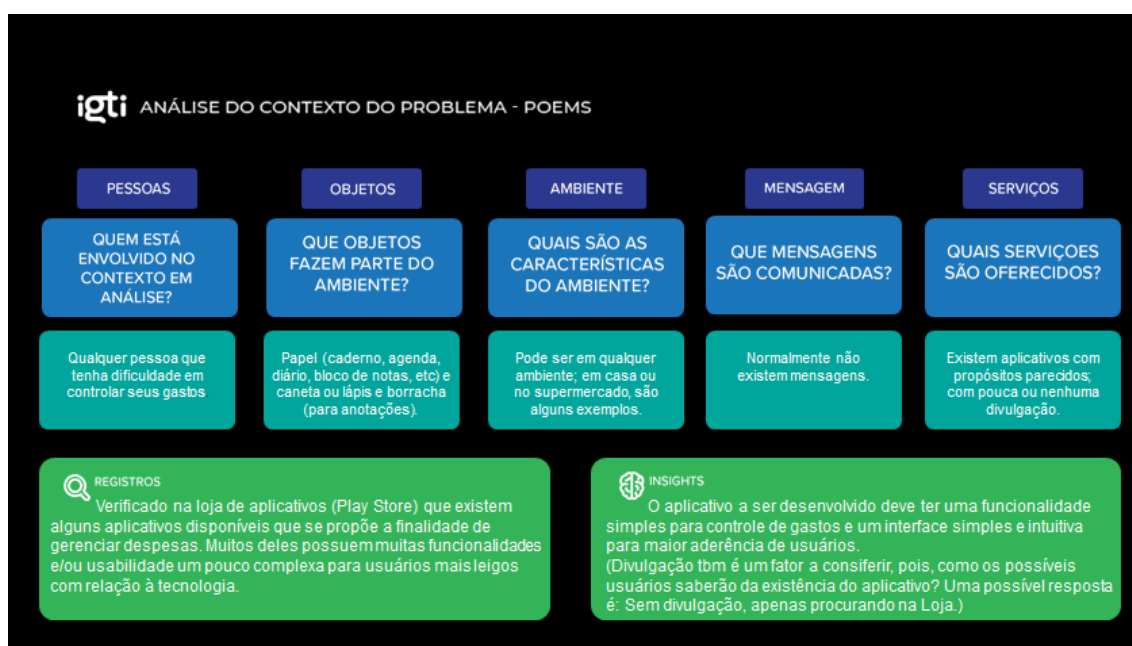 igti ANÁLISE DO CONTEXTO DO PROBLEMA - POEMS
PESSOAS
QUEM ESTÁ
ENVOLVIDO NO
CONTEXTO EM
ANÁLISE?
Qualquer pessoa que
tenha dificuldade em
controlar seus gastos
OBJETOS
QUE OBJETOS
FAZEM PARTE DO
AMBIENTE?
Papel (caderno, agenda,
diário, bloco de notas, etc) e
caneta ou lápis e borracha
(para anotações).
AMBIENTE
QUAIS SÃO AS
CARACTERÍSTICAS
DO AMBIENTE?
Pode ser em qualquer
ambiente; em casa ou
no supermercado, são
alguns exemplos.
MENSAGEM
QUE MENSAGENS
SÃO COMUNICADAS?
Normalmente não
existem mensagens.
SERVIÇOS
QUAIS SERVIÇOES
SÃO OFERECIDOS?
Existem aplicativos com
propósitos parecidos;
com pouca ou nenhuma
divulgação.
REGISTROS
Verificado na loja de aplicativos (Play Store) que existem
alguns aplicativos disponíveis que se propõe a finalidade de
gerenciar despesas. Muitos deles possuem muitas funcionalidades
e/ou usabilidade um pouco complexa para usuários mais leigos
com relação à tecnologia.
INSIGHTS
O aplicativo a ser desenvolvido deve ter uma funcionalidade
simples para controle de gastos e um interface simples e intuitiva
para maior aderência de usuários.
(Divulgação tbm é um fator a consiferir, pois, como os possíveis
usuários saberão da existência do aplicativo? Uma possível resposta
é: Sem divulgação, apenas procurando na Loja.)